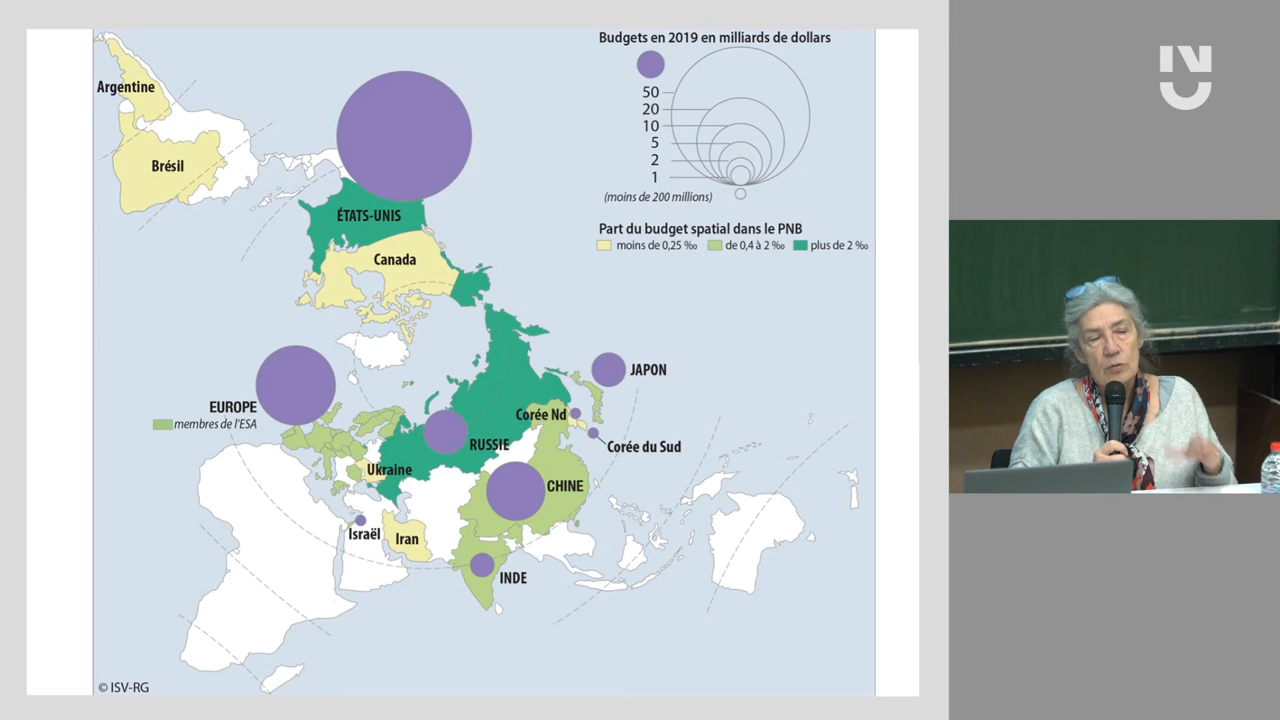 Budgets en 2019 en milliards de dollars
50
20
10
5
2
1
(moins de 200 millions)
Part du budget spatial dans le PNB
moins de 0,25 ‰
de 0,4 à 2 ‰
plus de 2 ‰
Argentine
Brésil
ÉTATS-UNIS
Canada
JAPON
EUROPE
membres de l'ESA
Corée Nd
RUSSIE
Corée du Sud
Ukraine
CHINE
Israël
Iran
INDE
© ISV-RG
NU